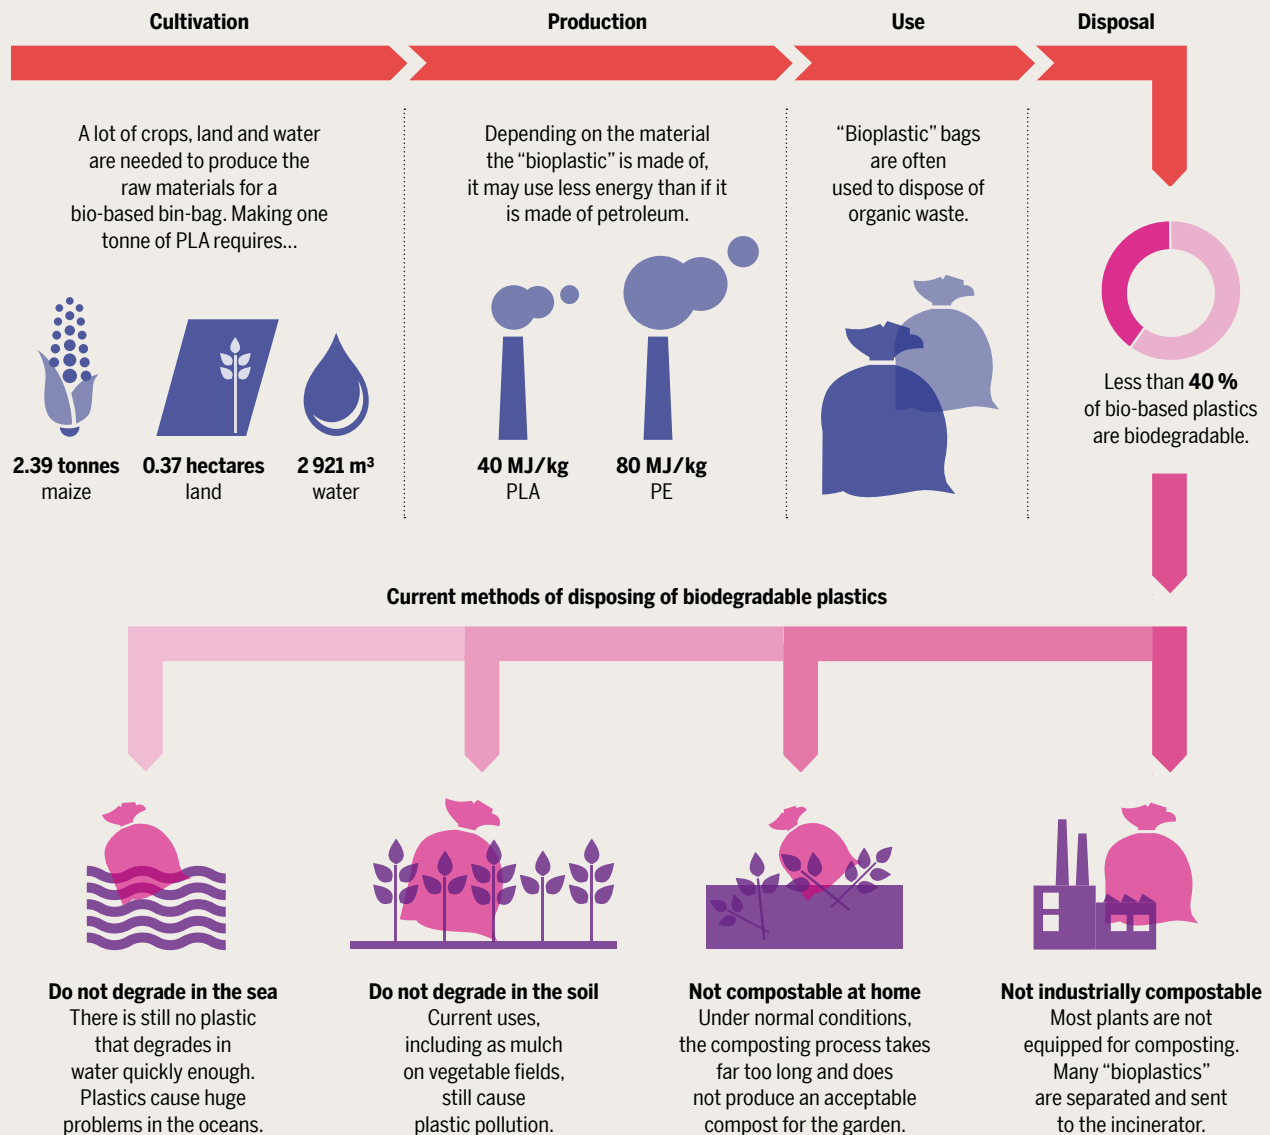 Cultivation
Production
Use
Disposal
A lot of crops, land and water
are needed to produce the
raw materials for a
bio-based bin-bag. Making one
tonne of PLA requires...
2.39 tonnes
maize
0.37 hectares
land
2 921 m³
water
Depending on the material
the “bioplastic” is made of,
it may use less energy than if it
is made of petroleum.
40 MJ/kg
PLA
80 MJ/kg
PE
“Bioplastic” bags
are often
used to dispose of
organic waste.
Less than 40 %
of bio-based plastics
are biodegradable.
Current methods of disposing of biodegradable plastics
Do not degrade in the sea
There is still no plastic
that degrades in
water quickly enough.
Plastics cause huge
problems in the oceans.
Do not degrade in the soil
Current uses,
including as mulch
on vegetable fields,
still cause
plastic pollution.
Not compostable at home
Under normal conditions,
the composting process takes
far too long and does
not produce an acceptable
compost for the garden.
Not industrially compostable
Most plants are not
equipped for composting.
Many “bioplastics”
are separated and sent
to the incinerator.